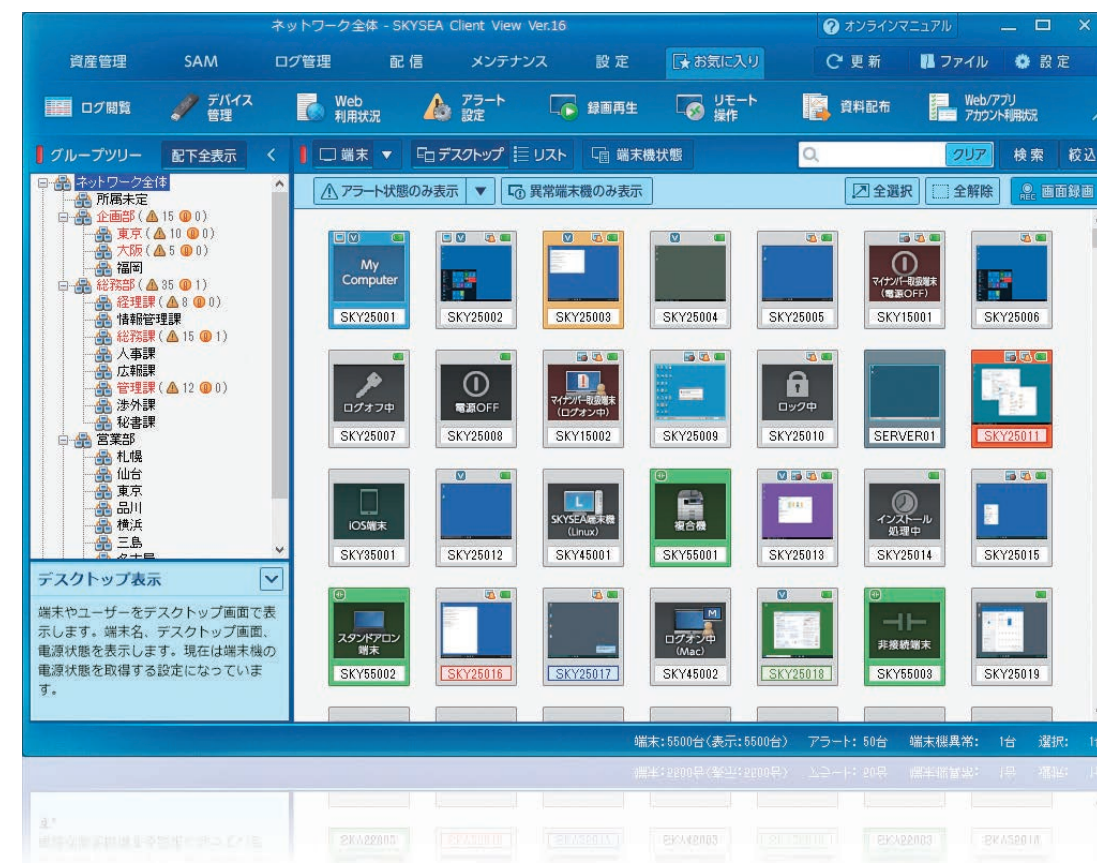 ネットワーク全体 - SKYSEA Client View Ver.16
オンラインマニュアル
資産管理 SAM ログ管理 配信 メンテナンス 設定 お気に入り 更新 ファイル 設定
ログ閲覧
デバイス
管理
Web
利用状況
アラート
設定
録画再生
リモート
操作
資料配布
Web/アプリ
アカウント利用状況
グループツリー 配下全表示
端末 デスクトップ リスト 端末機状態 クリア 検索 絞込
アラート状態のみ表示 異常端末機のみ表示 全選択 全解除 画面録画
ネットワーク全体
所属未定
企画部(15 0)
東京(10 0)
大阪(5 0)
福岡
総務部(35 1)
経理課(8 0)
情報管理課
総務課(15 1)
人事課
広報課
管理課(12 0)
渉外課
秘書課
営業部
札幌
仙台
東京
品川
横浜
三島
名古屋
デスクトップ表示
端末やユーザーをデスクトップ画面で表
示します。端末名、デスクトップ画面、
電源状態を表示します。現在は端末機の
電源状態を取得する設定になっていま
す。
My
Computer
マイナンバー取扱端末
(電源OFF)
SKY25001 SKY25002 SKY25003 SKY25004 SKY25005 SKY15001 SKY25006
ログオフ中
電源OFF
マイナンバー取扱端末
(ログオン中)
ロック中
SKY25007 SKY25008 SKY15002 SKY25009 SKY25010 SERVER01 SKY25011
iOS端末
SKYSEA端末機
(Linux)
複合機
インストール
処理中
SKY35001 SKY25012 SKY45001 SKY55001 SKY25013 SKY25014 SKY25015
スタンドアロン
端末
ログオン中
(Mac)
非接続端末
SKY55002 SKY25016 SKY25017 SKY45002 SKY25018 SKY55003 SKY25019
端末:5500台(表示:5500台) アラート: 50台 端末機異常: 1台 選択: